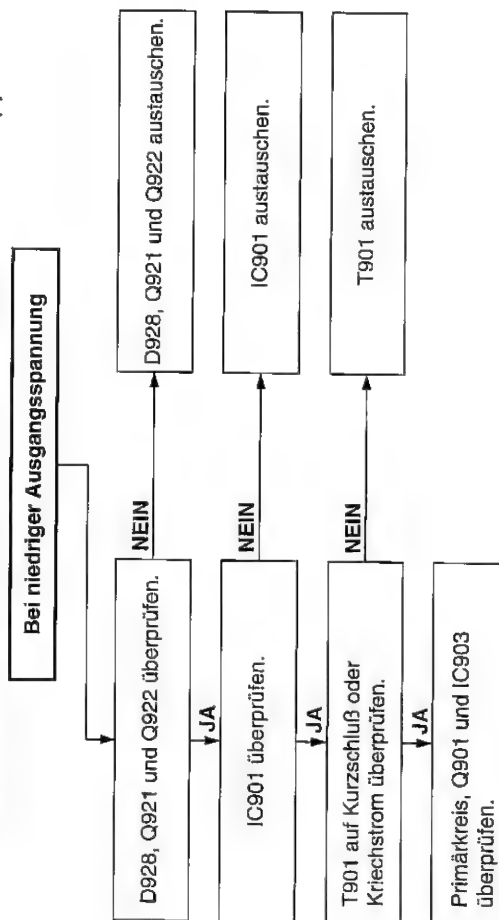 Bei niedriger Ausgangsspannung
D928, Q921 und Q922 überprüfen.
NEIN
D928, Q921 und Q922 austauschen.
JA
IC901 überprüfen.
NEIN
IC901 austauschen.
JA
T901 auf Kurzschluß oder
Kriechstrom überprüfen.
NEIN
T901 austauschen.
JA
Primärkreis, Q901 und IC903
überprüfen.